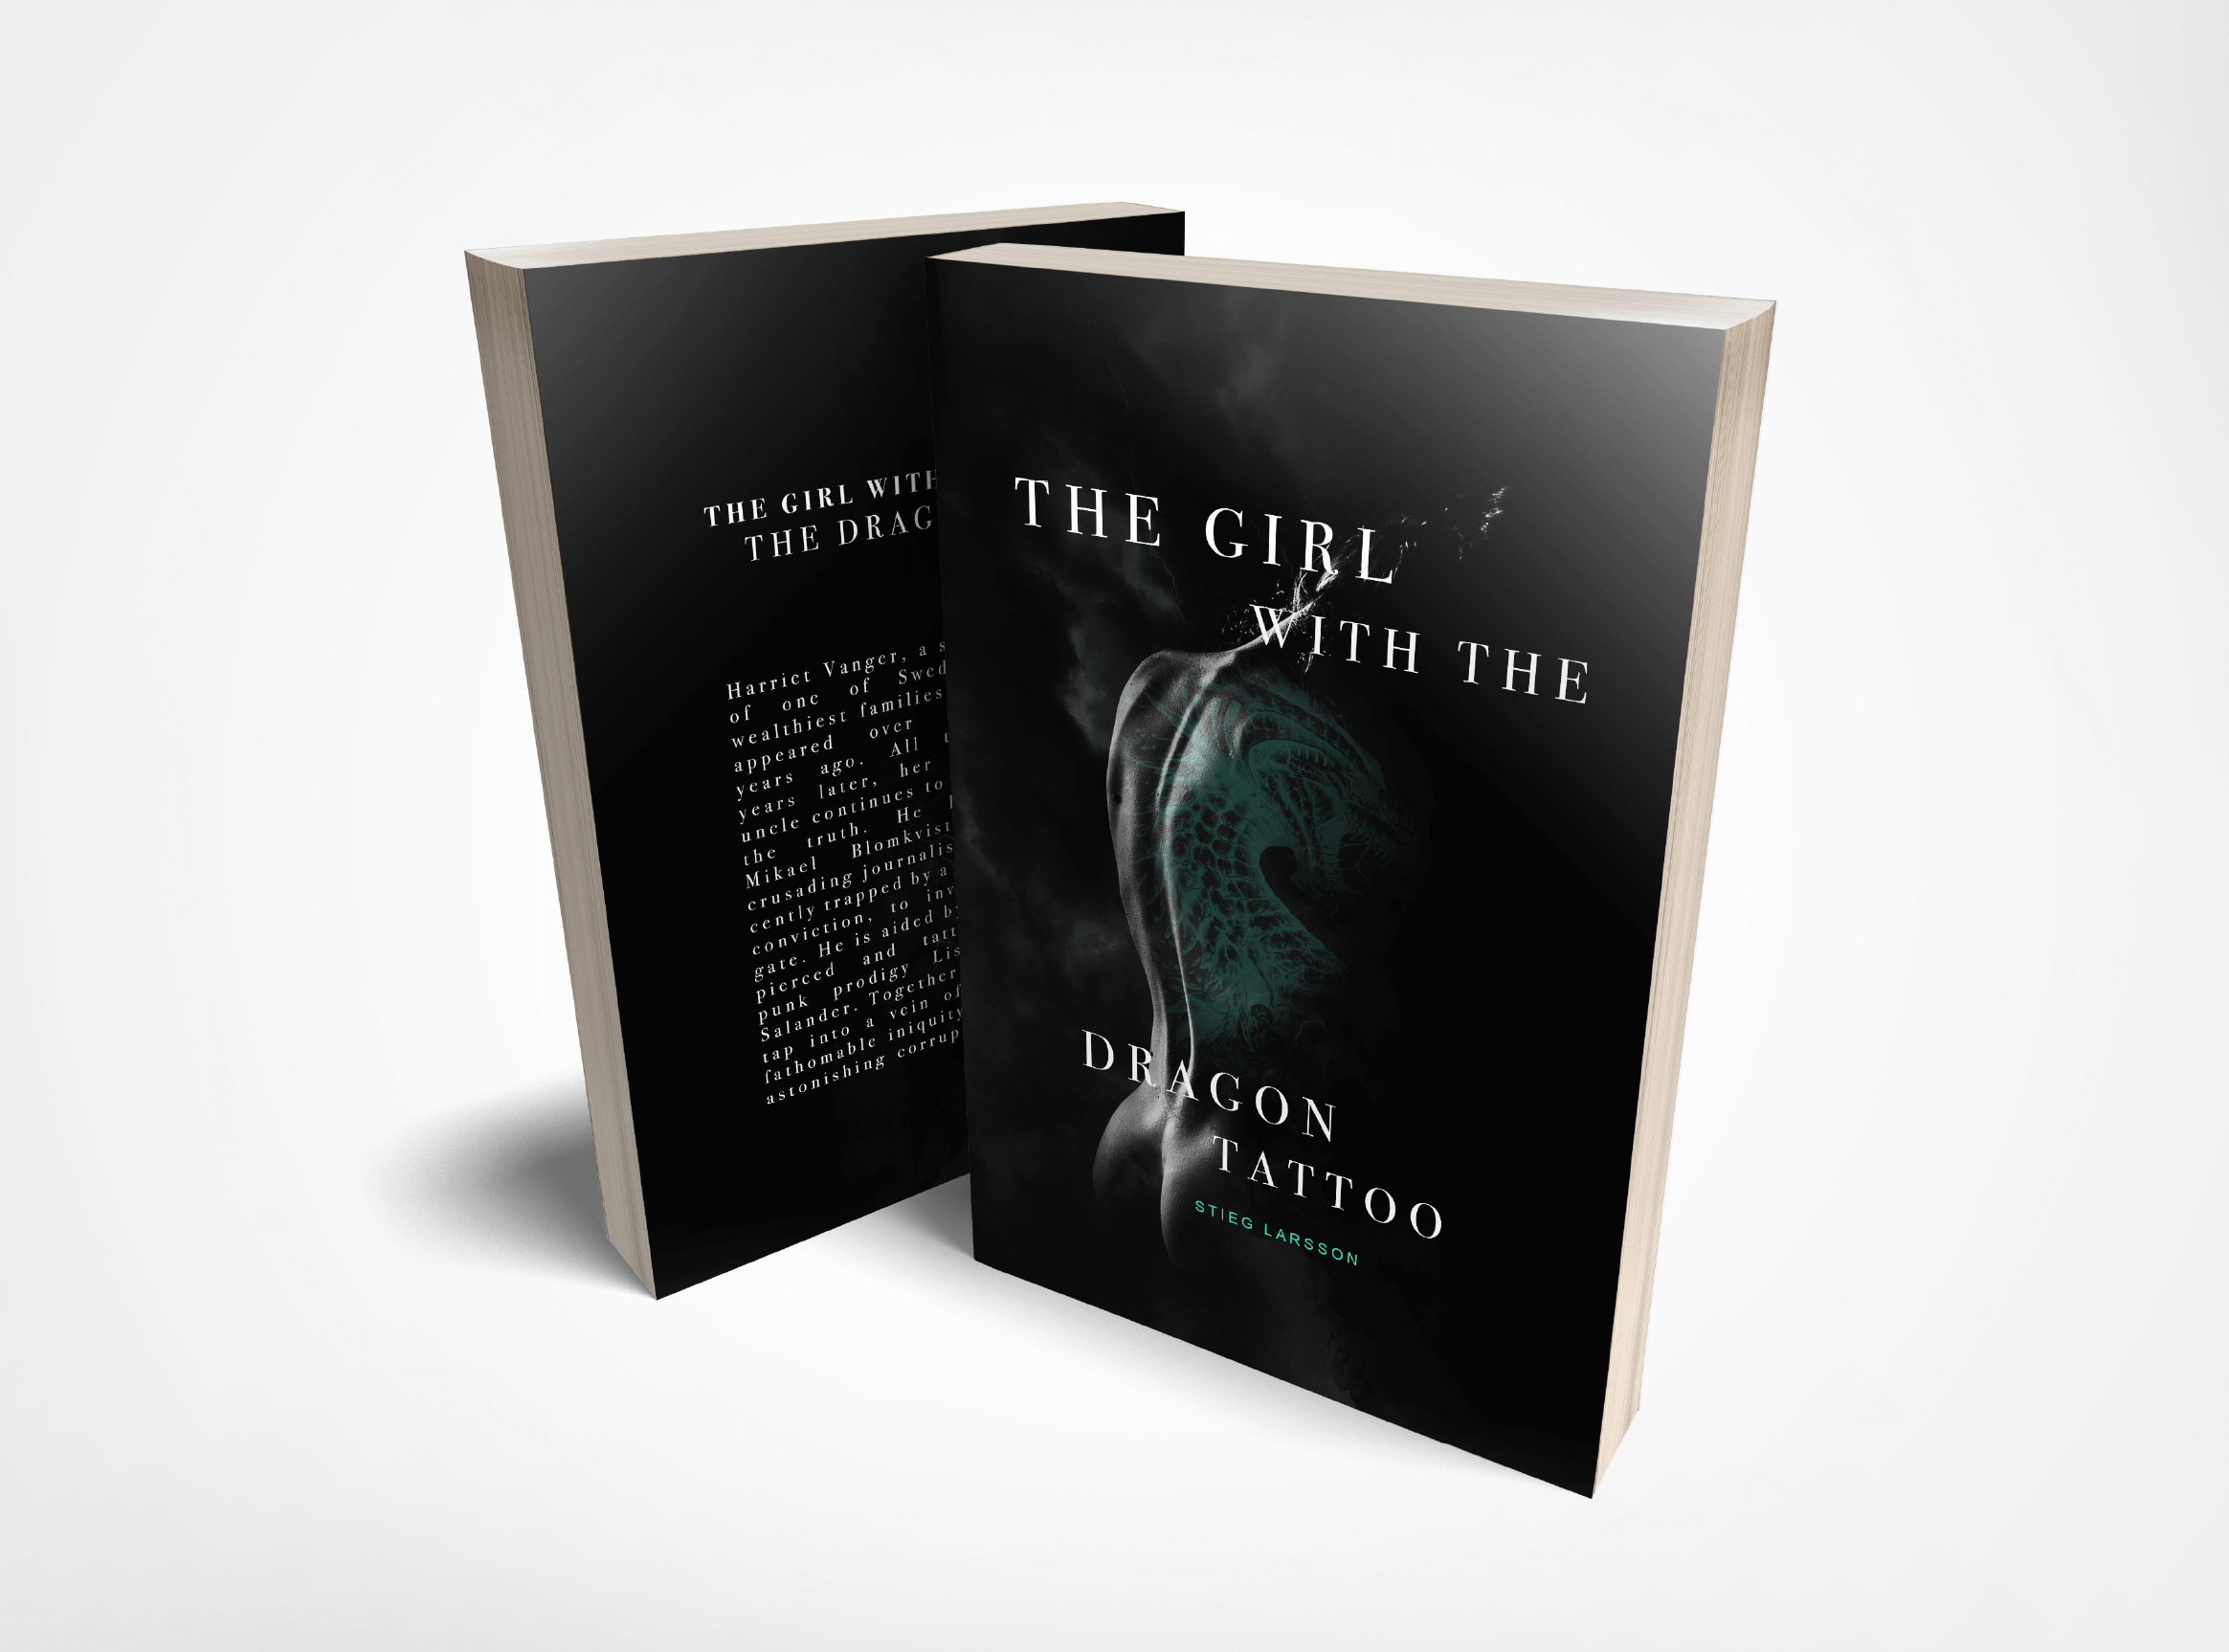 THE GIRL WITH
THE DRAG
Harriet Vanger, a s
of one of Swed
wealthiest families
appeared over
years ago. All t
years later, her
uncle continues to
the truth. He
Mikael Blomkvist
crusading journalis
cently trapped by a
conviction, to inv
gate. He is aided by
pierced and tatt
punk prodigy Lis
Salander. Together
tap into a vein of
fathomable iniquity
astonishing corrup
THE GIRL
WITH THE
DRAGON
TATTOO
STIEG LARSSON